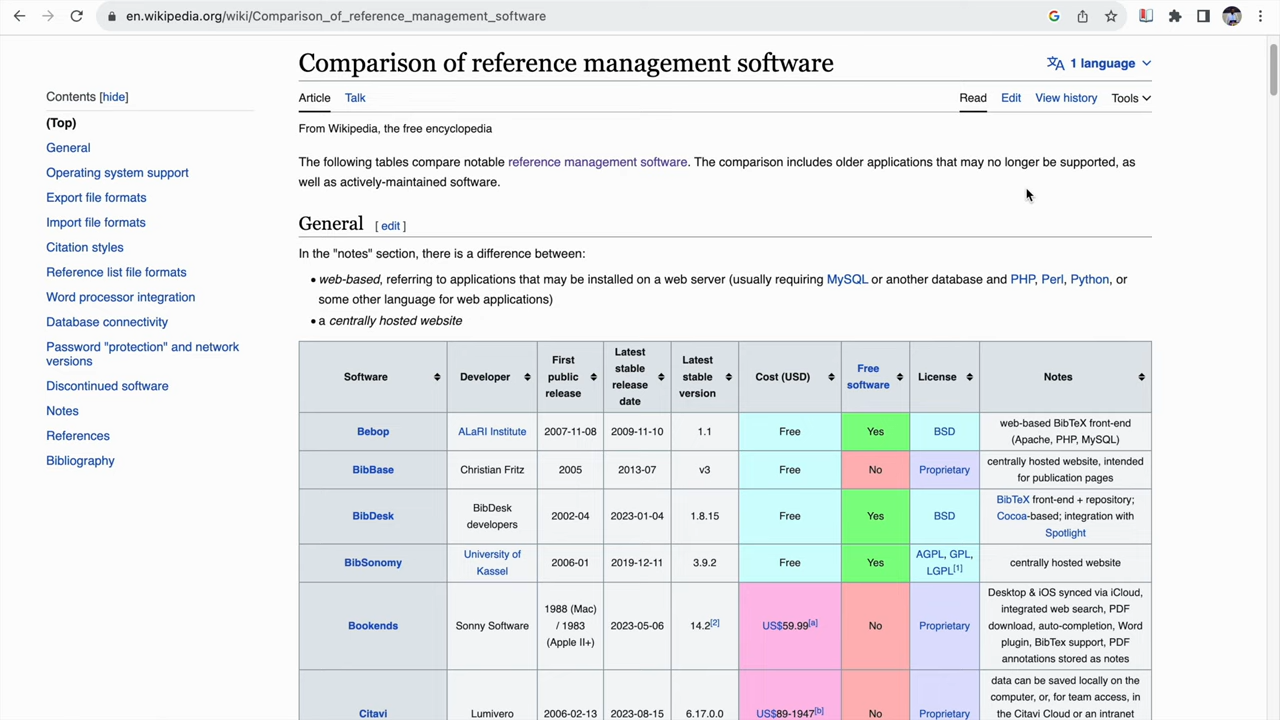 en.wikipedia.org/wiki/Comparison_of_reference_management_software
Comparison of reference management software
1 language
Contents [hide]
(Top)
General
Operating system support
Export file formats
Import file formats
Citation styles
Reference list file formats
Word processor integration
Database connectivity
Password "protection" and network
versions
Discontinued software
Notes
References
Bibliography
Article Talk Read Edit View history Tools
From Wikipedia, the free encyclopedia
The following tables compare notable reference management software. The comparison includes older applications that may no longer be supported, as
well as actively-maintained software.
General [ edit ]
In the "notes" section, there is a difference between:
• web-based, referring to applications that may be installed on a web server (usually requiring MySQL or another database and PHP, Perl, Python, or
some other language for web applications)
• a centrally hosted website
Software
Developer
First
public
release
Latest
stable
release
date
Latest
stable
version
Cost (USD)
Free
software
License
Notes
Bebop
ALaRI Institute
2007-11-08
2009-11-10
1.1
Free
Yes
BSD
web-based BibTeX front-end
(Apache, PHP, MySQL)
BibBase
Christian Fritz
2005
2013-07
v3
Free
No
Proprietary
centrally hosted website, intended
for publication pages
BibDesk
BibDesk
developers
2002-04
2023-01-04
1.8.15
Free
Yes
BSD
BibTeX front-end + repository;
Cocoa-based; integration with
Spotlight
BibSonomy
University of
Kassel
2006-01
2019-12-11
3.9.2
Free
Yes
AGPL, GPL,
LGPL[1]
centrally hosted website
Bookends
Sonny Software
1988 (Mac)
/ 1983
(Apple II+)
2023-05-06
14.2[2]
US$59.99[a]
No
Proprietary
Desktop & iOS synced via iCloud,
integrated web search, PDF
download, auto-completion, Word
plugin, BibTex support, PDF
annotations stored as notes
Citavi
Lumivero
2006-02-13
2023-08-15
6.17.0.0
US$89-1947[b]
No
Proprietary
data can be saved locally on the
computer, or, for team access, in
the Citavi Cloud or an intranet